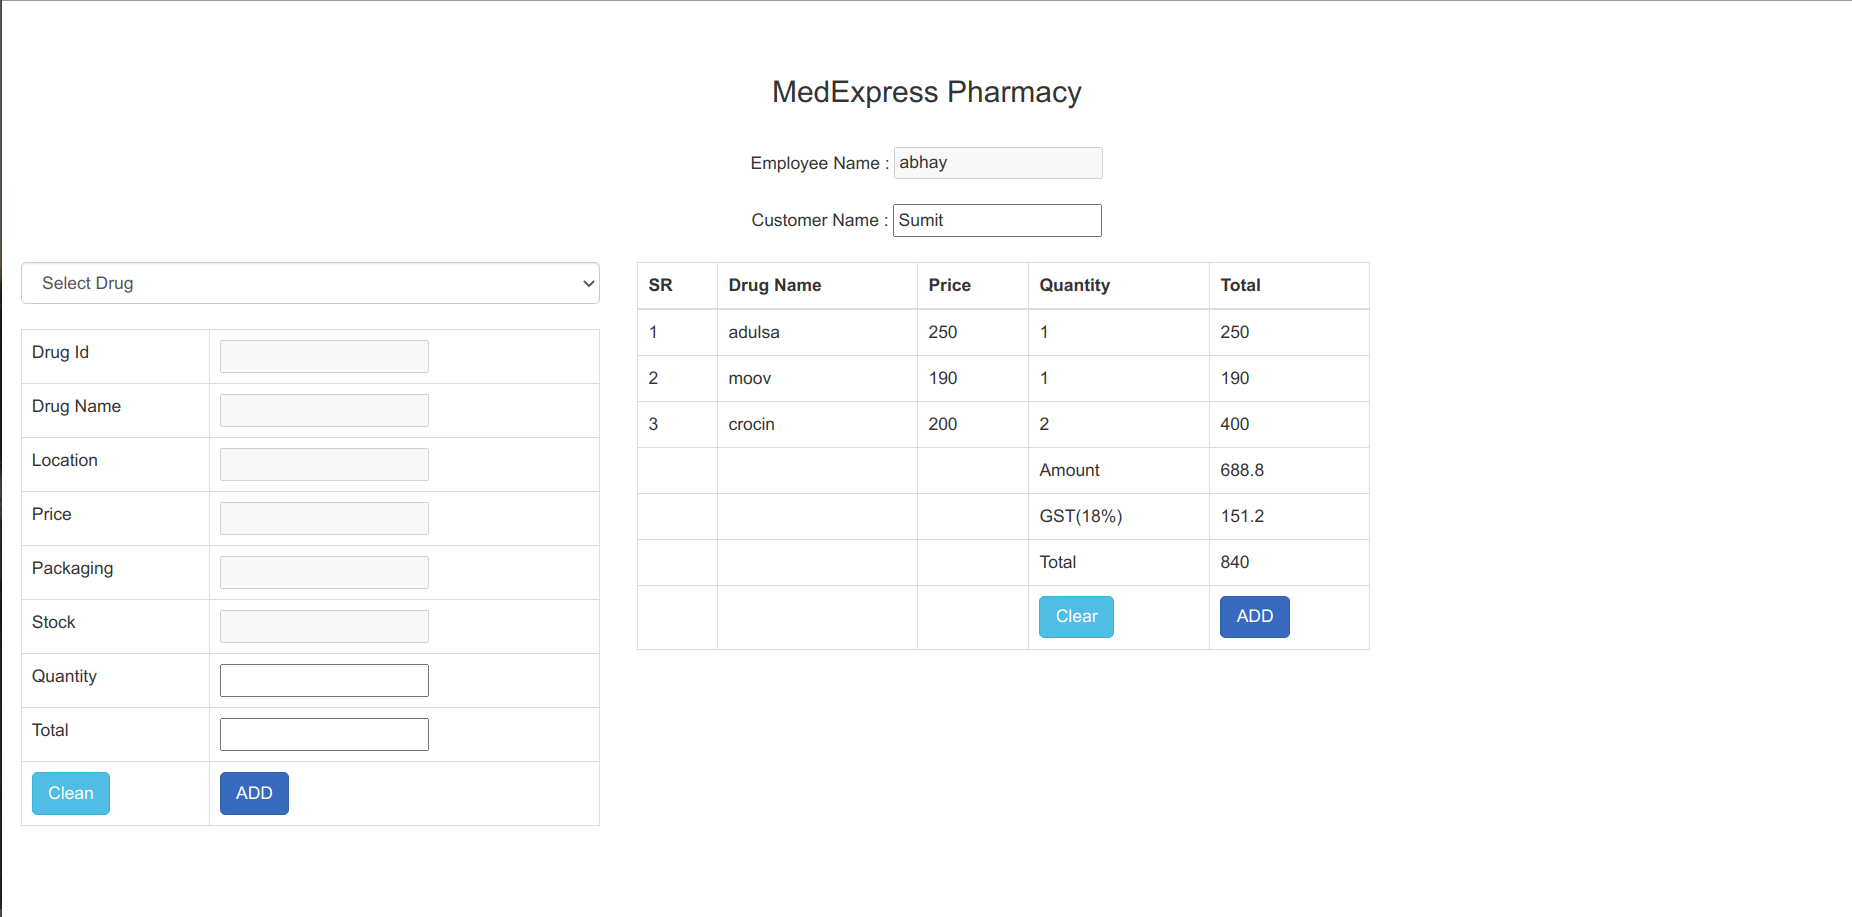 MedExpress Pharmacy
Employee Name : abhay
Customer Name : Sumit
Select Drug
Drug Id
Drug Name
Location
Price
Packaging
Stock
Quantity
Total
Clean ADD
SR Drug Name Price Quantity Total
1 adulsa 250 1 250
2 moov 190 1 190
3 crocin 200 2 400
Amount 688.8
GST(18%) 151.2
Total 840
Clear ADD